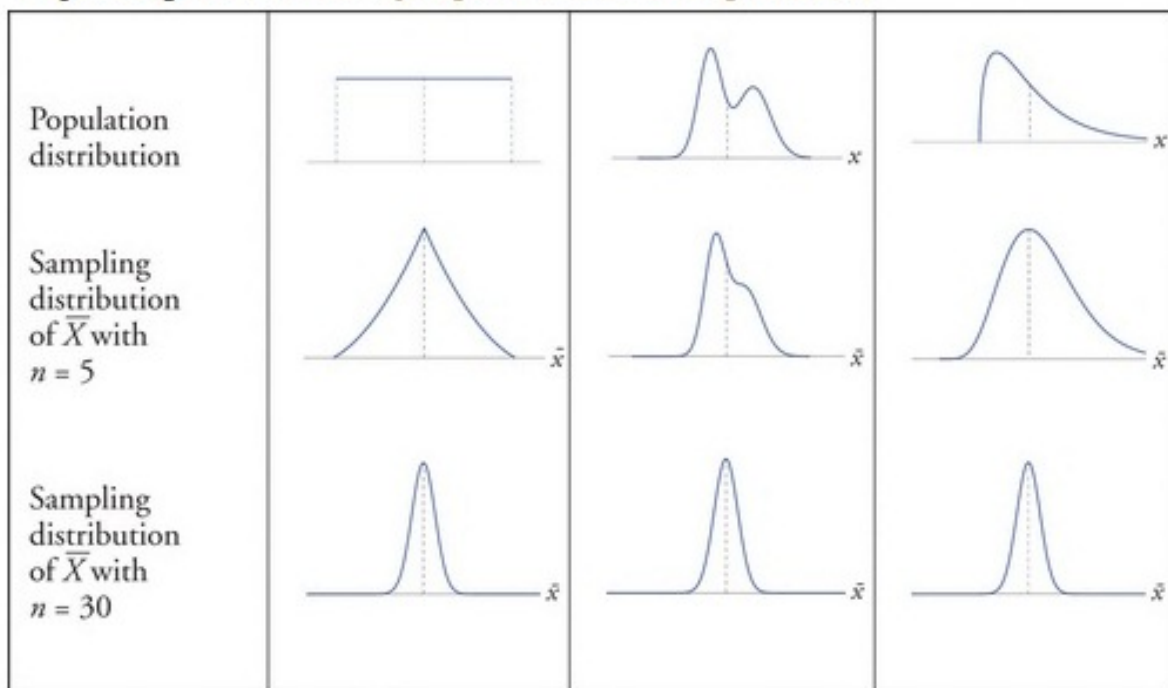 Population
distribution
x
x
Sampling
distribution
of X̅ with
n = 5
x̄
x̄
x̄
Sampling
distribution
of X̅ with
n = 30
x̄
x̄
x̄